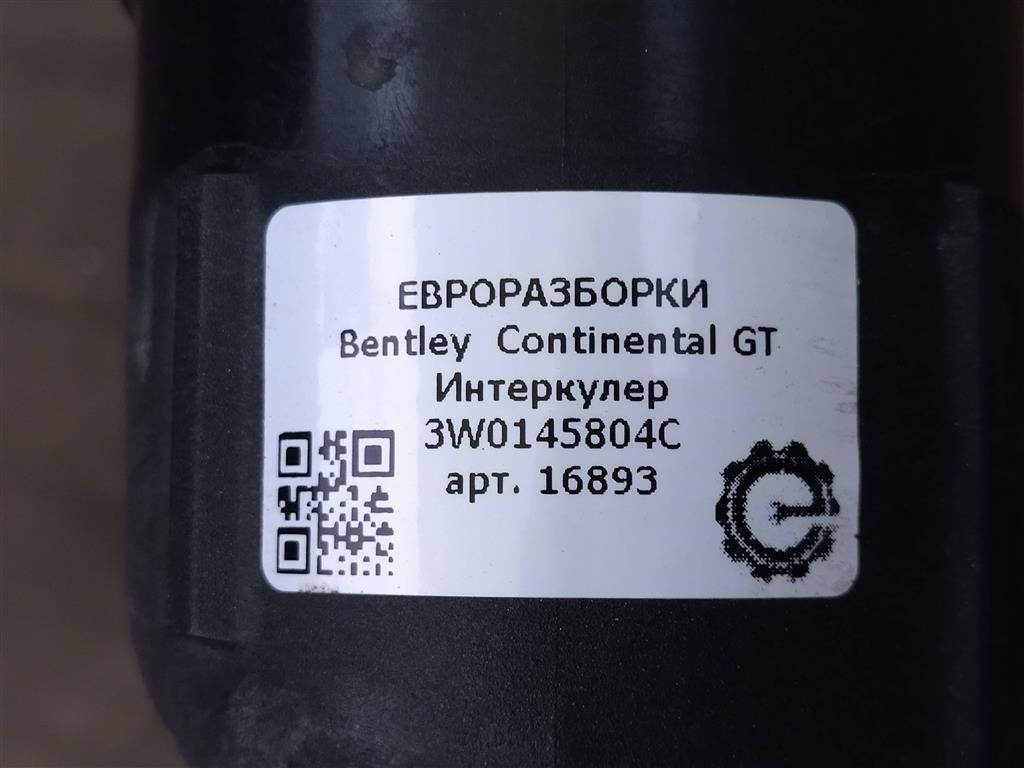 ЕВРОРАЗБОРКИ
Bentley Continental GT
Интеркулер
3W0145804C
арт. 16893